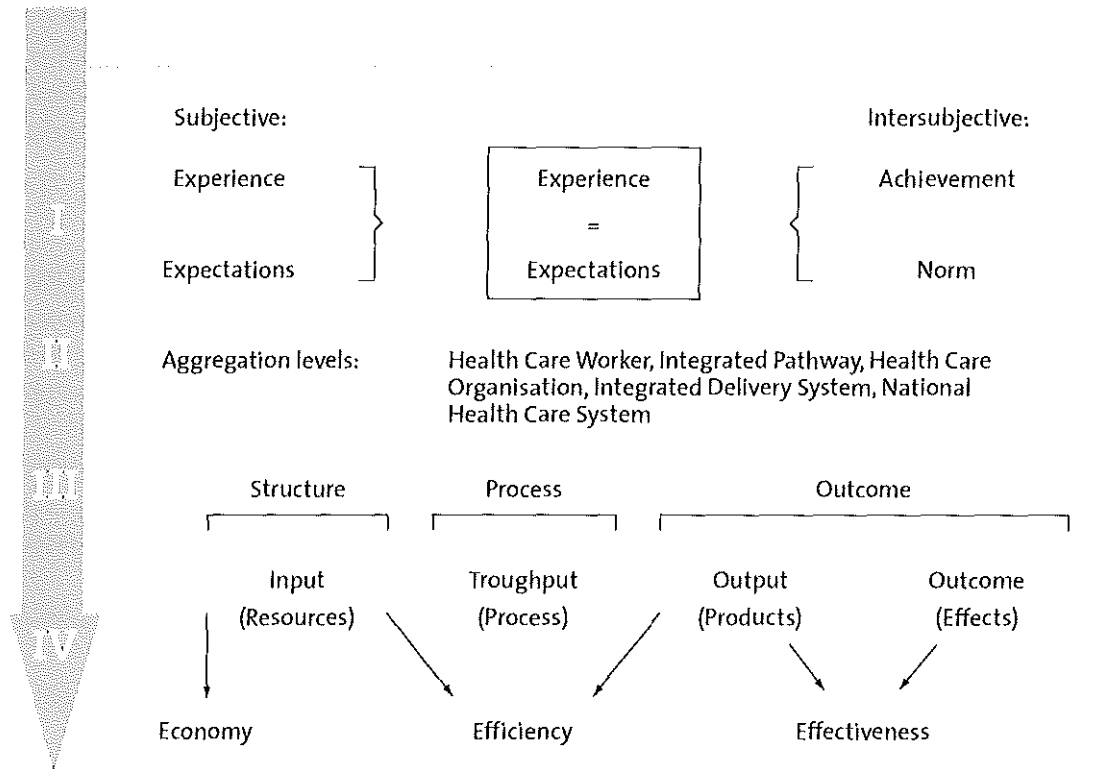 Subjective:
Intersubjective:
Experience
Experience
Achievement
I
=
Expectations
Expectations
Norm
II
Aggregation levels:
Health Care Worker, Integrated Pathway, Health Care
Organisation, Integrated Delivery System, National
Health Care System
III
Structure
Process
Outcome
Input
Troughput
Output
Outcome
(Resources)
(Process)
(Products)
(Effects)
IV
Economy
Efficiency
Effectiveness